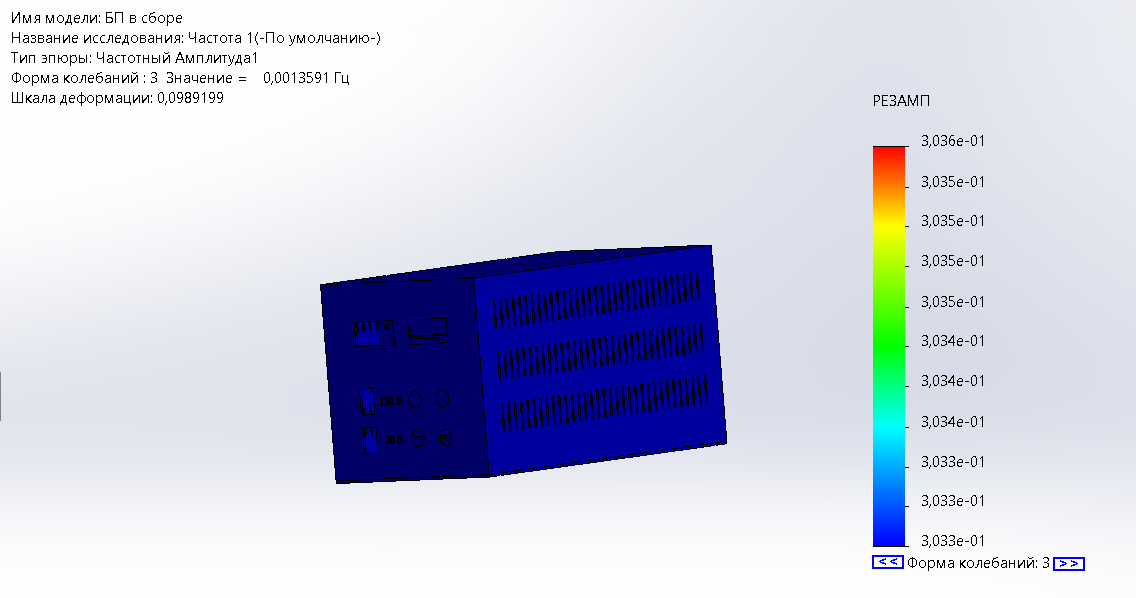 Имя модели: БП в сборе
Название исследования: Частота 1(-По умолчанию-)
Тип эпюры: Частотный Амплитуда1
Форма колебаний : 3 Значение = 0,0013591 Гц
Шкала деформации: 0,0989199
РЕЗАМП
3,036e-01
3,035e-01
3,035e-01
3,035e-01
3,035e-01
3,034e-01
3,034e-01
3,034e-01
3,033e-01
3,033e-01
3,033e-01
<< Форма колебаний: 3 >>